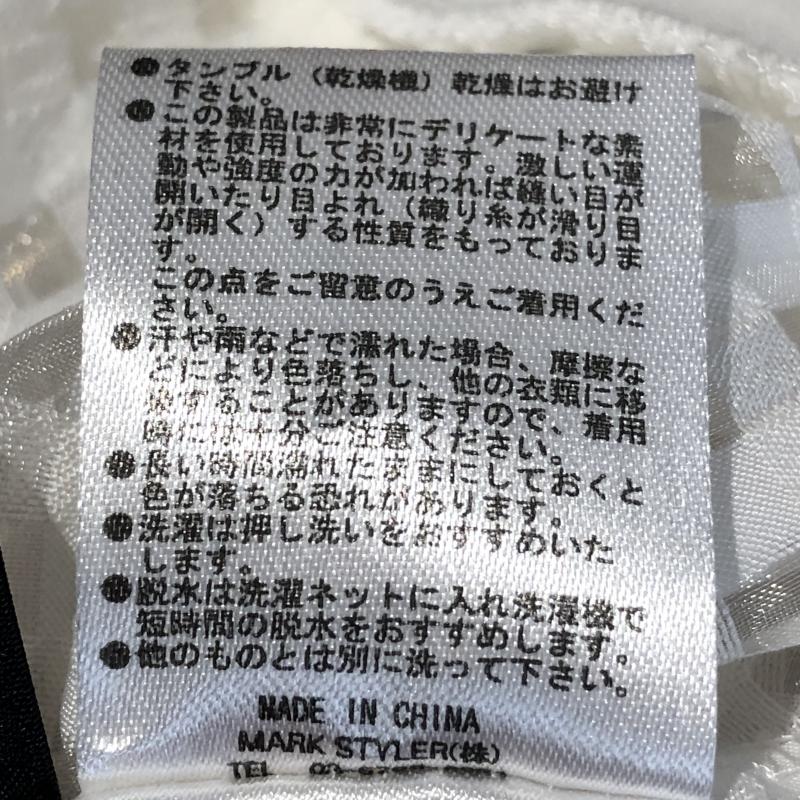 ●タンブル（乾燥機）乾燥はお避け
下さい。
●この製品は非常にデリケートな素
材を使用しております。激しい運
動や強度の力が加われば縫い目が
開いたり目よれ（織り糸が滑り目
が開く）する性質をもっておりま
す。
この点をご留意のうえご着用くだ
さい。
●汗や雨などで濡れた場合、摩擦な
どにより色落ちし、他の衣類に移
染することがありますので、着用
時には十分ご注意ください。
●長い時間濡れたままにしておくと
色が落ちる恐れがあります。
●洗濯は押し洗いをおすすめいた
します。
●脱水は洗濯ネットに入れ洗濯機で
短時間の脱水をおすすめします。
●他のものとは別に洗って下さい。
MADE IN CHINA
MARK STYLER(株)
TEL